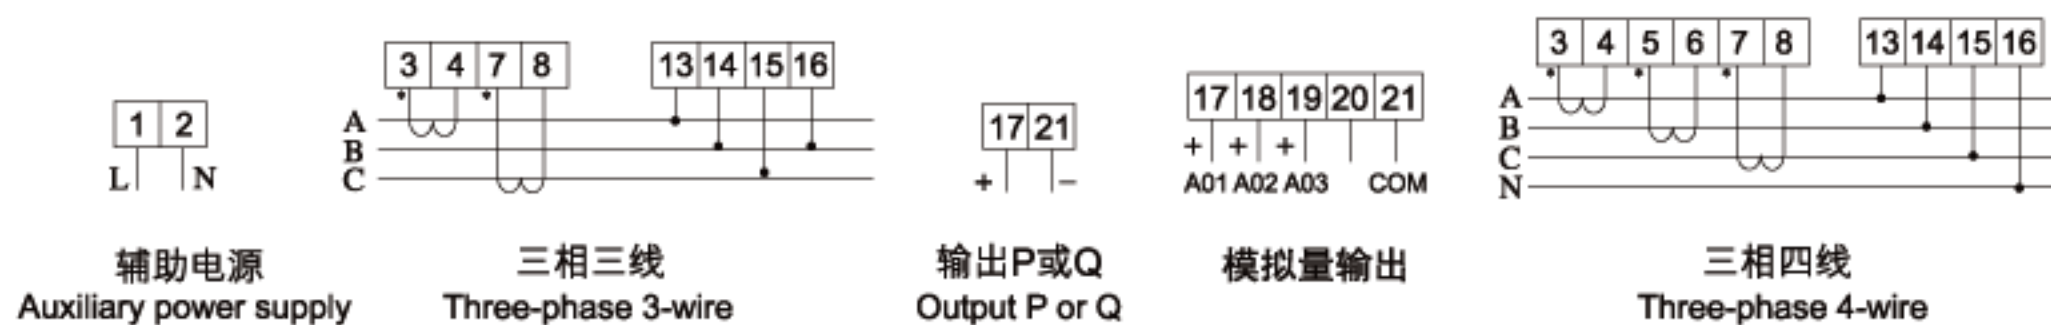 1 2
L N
辅助电源
Auxiliary power supply
3 4 7 8 13 14 15 16
A
B
C
三相三线
Three-phase 3-wire
17 21
+ −
输出P或Q
Output P or Q
17 18 19 20 21
+ + +
A01 A02 A03 COM
模拟量输出
3 4 5 6 7 8 13 14 15 16
A
B
C
N
三相四线
Three-phase 4-wire